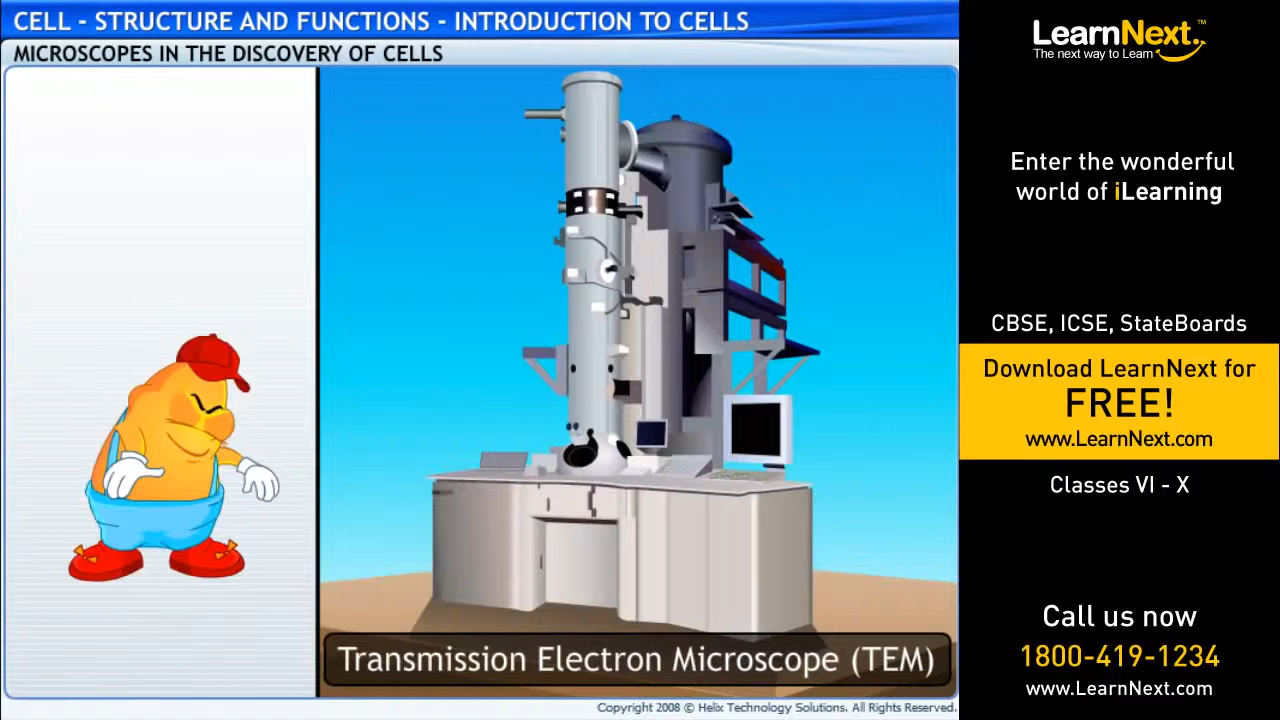 CELL - STRUCTURE AND FUNCTIONS - INTRODUCTION TO CELLS
MICROSCOPES IN THE DISCOVERY OF CELLS
Transmission Electron Microscope (TEM)
Copyright 2008 © Helix Technology Solutions. All Rights Reserved.
LearnNext.™
The next way to Learn
Enter the wonderful
world of iLearning
CBSE, ICSE, StateBoards
Download LearnNext for
FREE!
www.LearnNext.com
Classes VI - X
Call us now
1800-419-1234
www.LearnNext.com